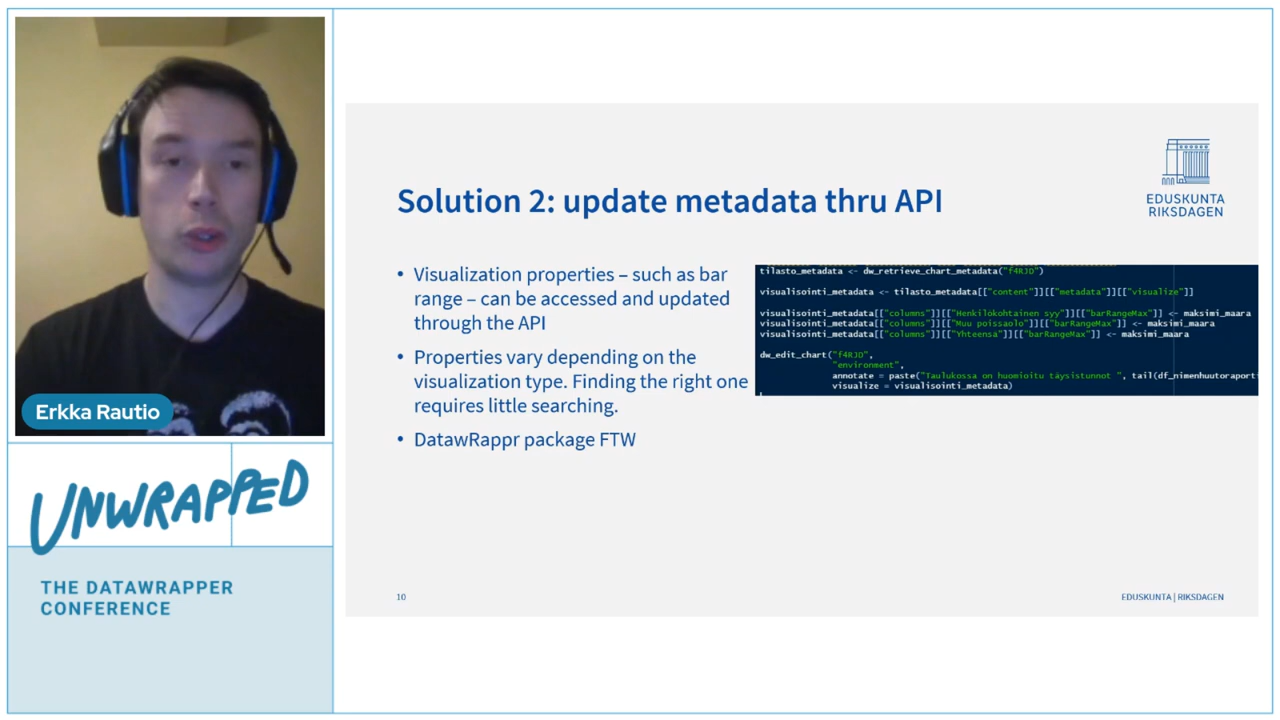 Erkka Rautio
UNWRAPPED
THE DATAWRAPPER
CONFERENCE
Solution 2: update metadata thru API
EDUSKUNTA
RIKSDAGEN
• Visualization properties – such as bar
range – can be accessed and updated
through the API
• Properties vary depending on the
visualization type. Finding the right one
requires little searching.
• DatawRappr package FTW
tilasto_metadata <- dw_retrieve_chart_metadata("f4RJD")
visualisointi_metadata <- tilasto_metadata[["content"]][["metadata"]][["visualize"]]
visualisointi_metadata[["columns"]][["Henkilökohtainen syy"]][["barRangeMax"]] <- maksimi_maara
visualisointi_metadata[["columns"]][["Muu poissaolo"]][["barRangeMax"]] <- maksimi_maara
visualisointi_metadata[["columns"]][["Yhteensä"]][["barRangeMax"]] <- maksimi_maara
dw_edit_chart("f4RJD",
"environment",
annotate = paste("Taulukossa on huomioitu täysistunnot ", tail(df_nimenhuutoraporti
visualize = visualisointi_metadata)
10
EDUSKUNTA | RIKSDAGEN